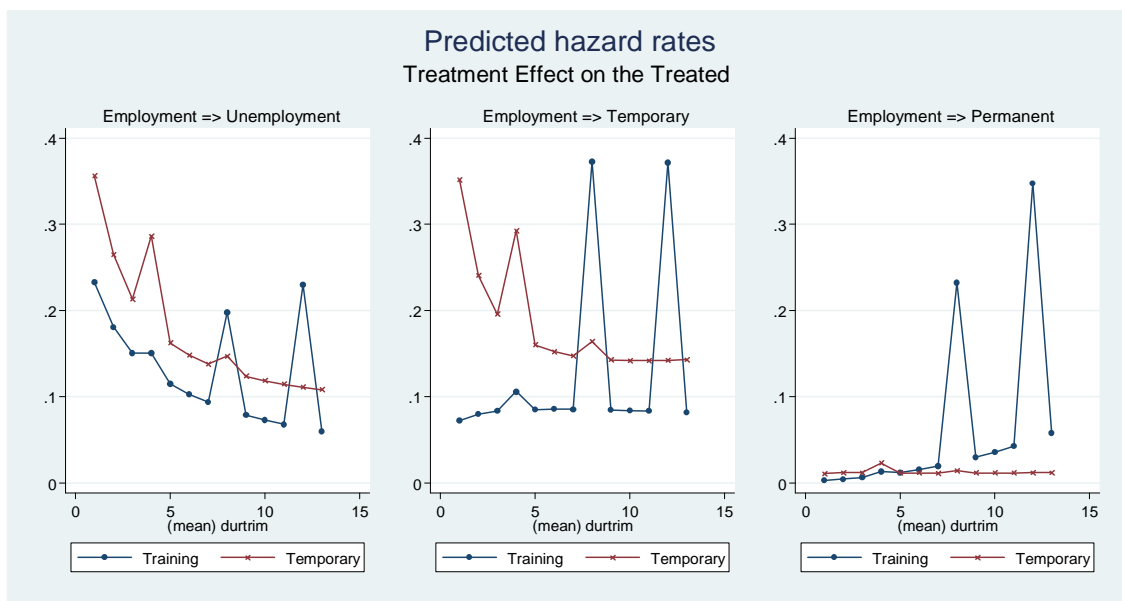 Predicted hazard rates
Treatment Effect on the Treated
Employment => Unemployment
.4
.3
.2
.1
0
0 5 10 15
(mean) durtrim
Training Temporary
Employment => Temporary
.4
.3
.2
.1
0
0 5 10 15
(mean) durtrim
Training Temporary
Employment => Permanent
.4
.3
.2
.1
0
0 5 10 15
(mean) durtrim
Training Temporary